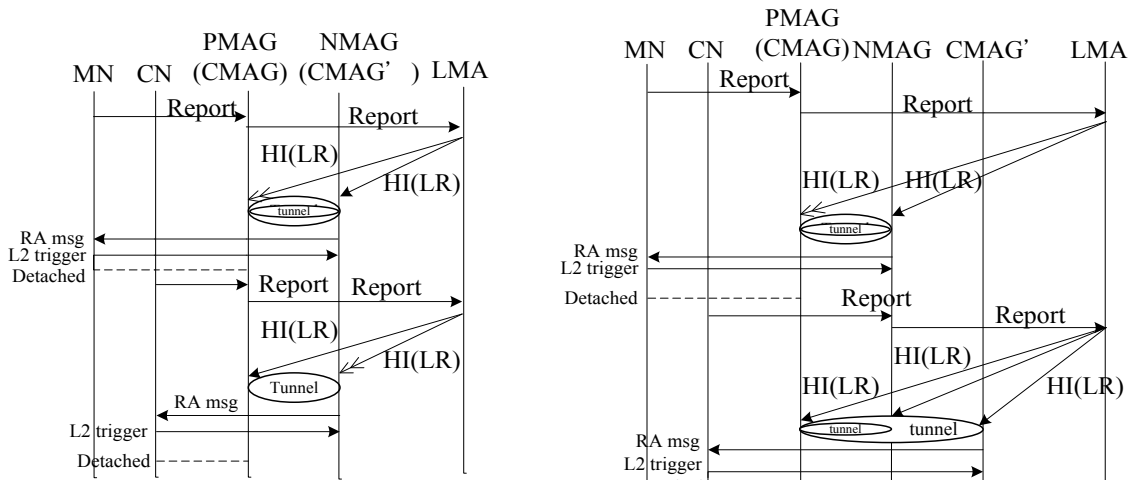 PMAG NMAG
MN CN (CMAG) (CMAG’ ) LMA
Report
Report
HI(LR)
HI(LR)
tunnel
RA msg
L2 trigger
Detached
Report Report
HI(LR)
HI(LR)
Tunnel
RA msg
L2 trigger
Detached
PMAG
MN CN (CMAG) NMAG CMAG’ LMA
Report
Report
HI(LR) HI(LR)
tunnel
RA msg
L2 trigger
Detached
Report
Report
HI(LR)
HI(LR) HI(LR)
tunnel tunnel
RA msg
L2 trigger